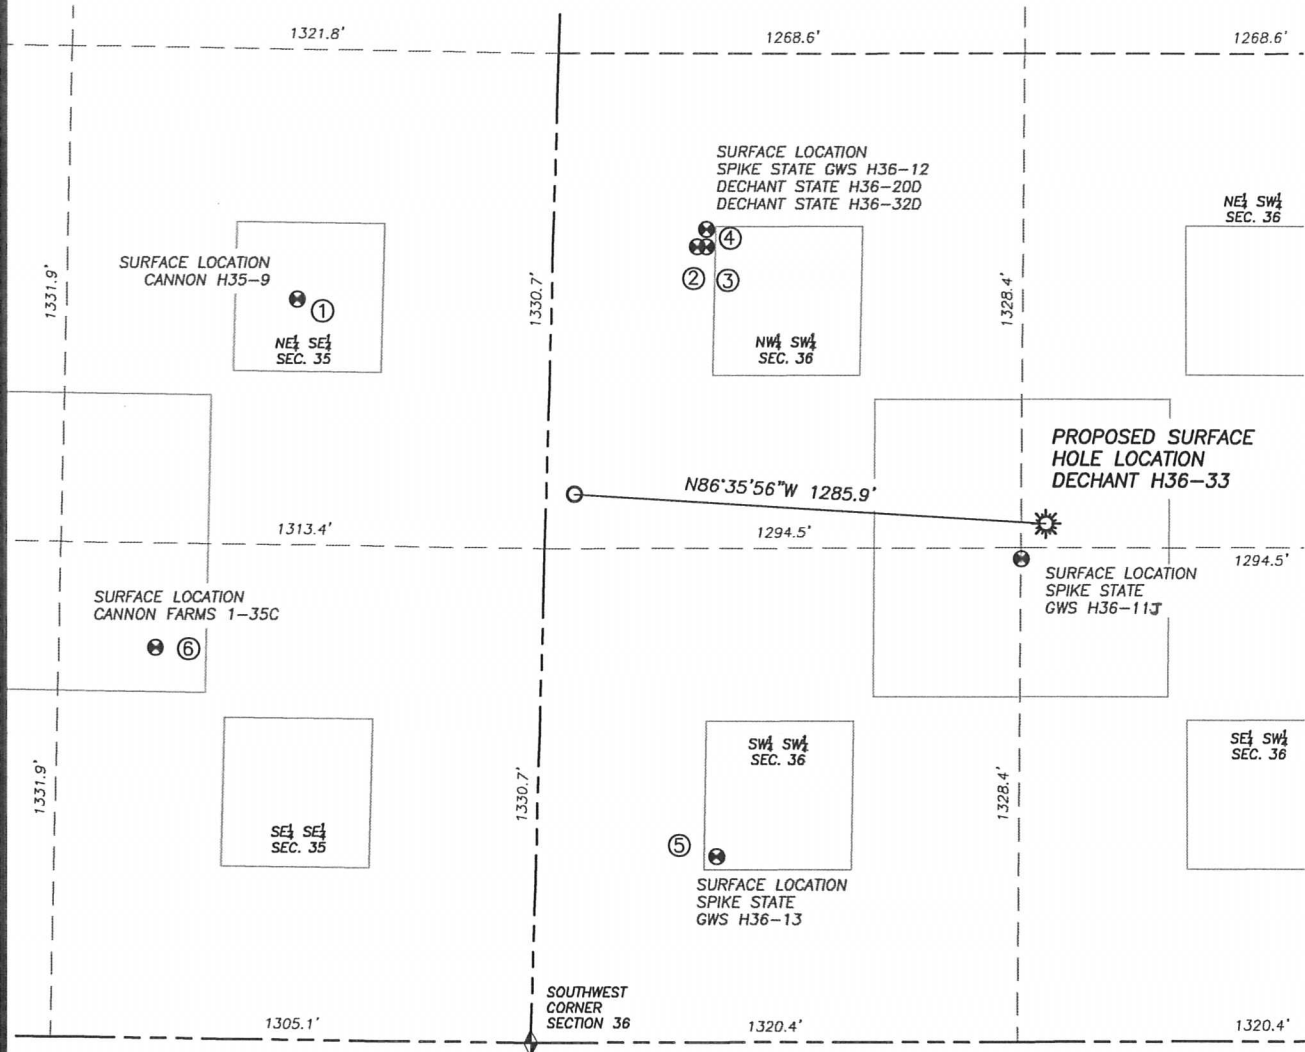 1321.8'
1268.6'
1268.6'
SURFACE LOCATION
SPIKE STATE GWS H36-12
DECHANT STATE H36-20D
DECHANT STATE H36-32D
NE¼ SW¼
SEC. 36
④
SURFACE LOCATION
CANNON H35-9
② ③
①
1331.9'
1330.7'
1328.4'
NE¼ SE¼
SEC. 35
NW¼ SW¼
SEC. 36
PROPOSED SURFACE
HOLE LOCATION
DECHANT H36-33
N86°35'56"W 1285.9'
1313.4'
1294.5'
1294.5'
SURFACE LOCATION
SPIKE STATE
GWS H36-11J
SURFACE LOCATION
CANNON FARMS 1-35C
⑥
SW¼ SW¼
SEC. 36
SE¼ SW¼
SEC. 36
1331.9'
1330.7'
1328.4'
SE¼ SE¼
SEC. 35
⑤
SURFACE LOCATION
SPIKE STATE
GWS H36-13
SOUTHWEST
CORNER
SECTION 36
1305.1'
1320.4'
1320.4'